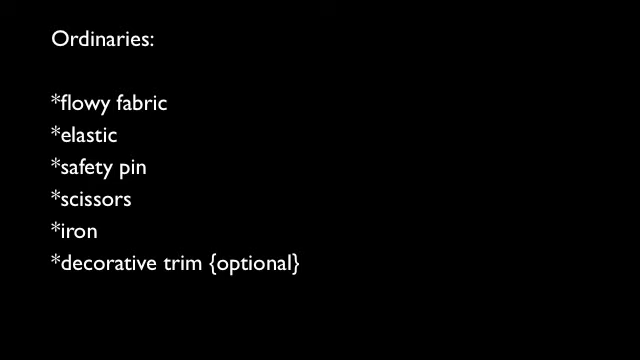 Ordinaries:
*flowy fabric
*elastic
*safety pin
*scissors
*iron
*decorative trim {optional}